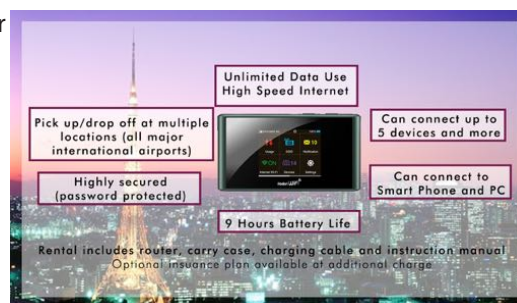 r
Unlimited Data Use
High Speed Internet
Pick up/drop off at multiple
locations (all major
international airports)
Can connect up to
5 devices and more
Highly secured
(password protected)
Can connect to
Smart Phone and PC
9 Hours Battery Life
Rental includes router, carry case, charging cable and instruction manual
Optional insuance plan available at additional charge